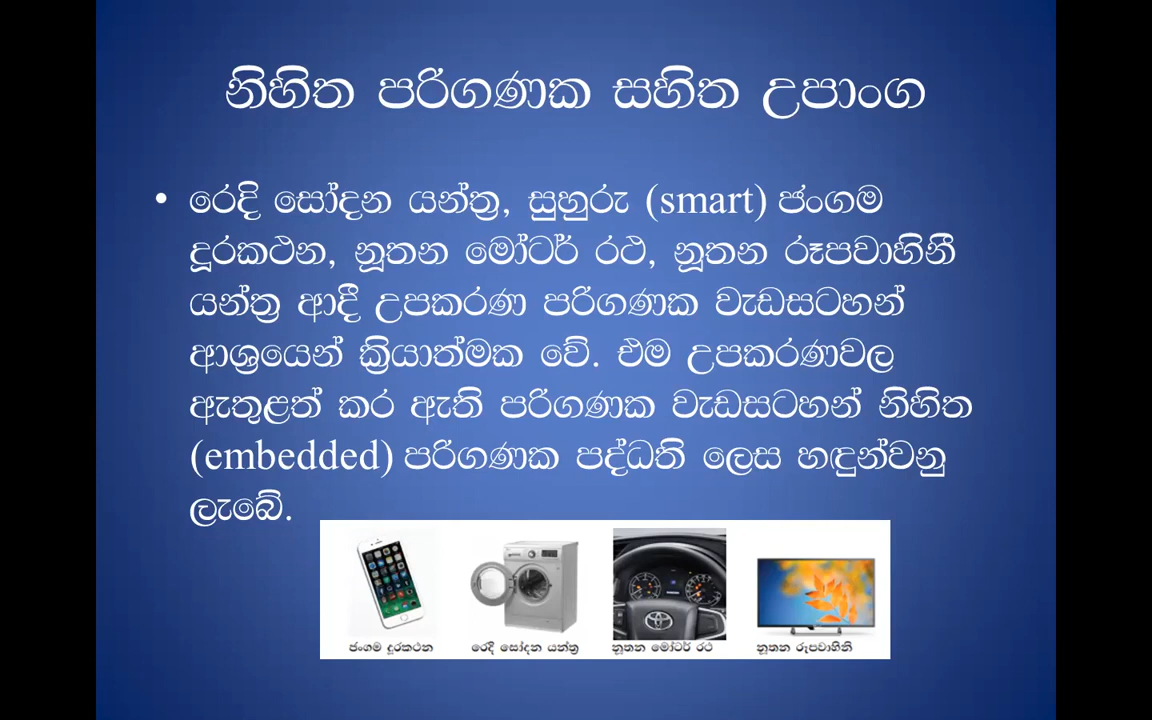 නිහිත පරිගණක සහිත උපාංග
• රෙදි සෝදන යන්ත්‍ර, සුහුරු (smart) ජංගම
දූරකථන, නූතන මෝටර් රථ, නූතන රූපවාහිනී
යන්ත්‍ර ආදී උපකරණ පරිගණක වැඩසටහන්
ආශ්‍රයෙන් ක්‍රියාත්මක වේ. එම උපකරණවල
ඇතුළත් කර ඇති පරිගණක වැඩසටහන් නිහිත
(embedded) පරිගණක පද්ධති ලෙස හඳුන්වනු
ලැබේ.
ජංගම දූරකථන රෙදි සෝදන යන්ත්‍ර නූතන මෝටර් රථ නූතන රූපවාහිනි